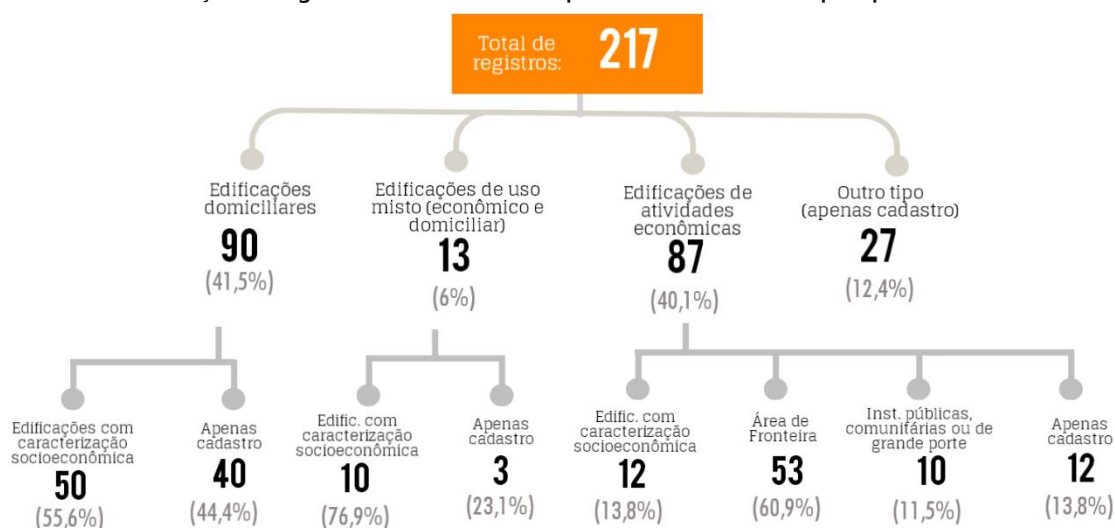 Total de
registros:
217
Edificações
domiciliares
90
(41,5%)
Edificações de uso
misto (econômico e
domiciliar)
13
(6%)
Edificações de
atividades
econômicas
87
(40,1%)
Outro tipo
(apenas cadastro)
27
(12,4%)
Edificações com
caracterização
socioeconômica
50
(55,6%)
Apenas
cadastro
40
(44,4%)
Edific. com
caracterização
socioeconômica
10
(76,9%)
Apenas
cadastro
3
(23,1%)
Edific. com
caracterização
socioeconômica
12
(13,8%)
Área de
Fronteira
53
(60,9%)
Inst. públicas,
comunitárias ou de
grande porte
10
(11,5%)
Apenas
cadastro
12
(13,8%)